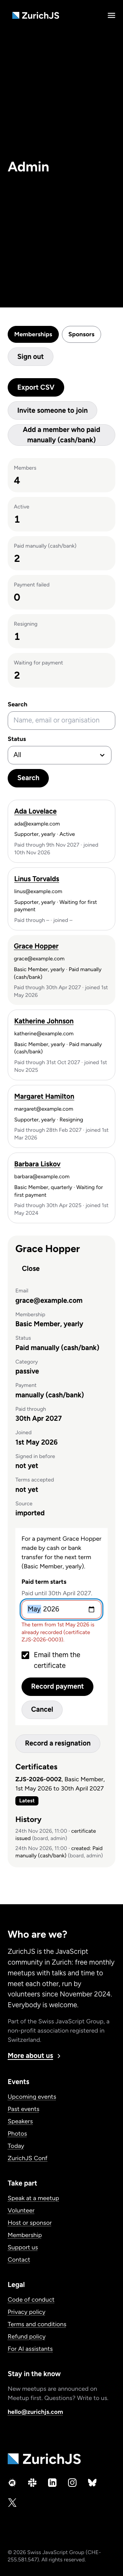 ZurichJS
Admin
Memberships
Sponsors
Sign out
Export CSV
Invite someone to join
Add a member who paid
manually (cash/bank)
Members
4
Active
1
Paid manually (cash/bank)
2
Payment failed
0
Resigning
1
Waiting for payment
2
Search
Name, email or organisation
Status
All
Search
Ada Lovelace
ada@example.com
Supporter, yearly · Active
Paid through 9th Nov 2027 · joined
10th Nov 2026
Linus Torvalds
linus@example.com
Supporter, yearly · Waiting for first
payment
Paid through – · joined –
Grace Hopper
grace@example.com
Basic Member, yearly · Paid manually
(cash/bank)
Paid through 30th Apr 2027 · joined 1st
May 2026
Katherine Johnson
katherine@example.com
Basic Member, yearly · Paid manually
(cash/bank)
Paid through 31st Oct 2027 · joined 1st
Nov 2025
Margaret Hamilton
margaret@example.com
Supporter, yearly · Resigning
Paid through 28th Feb 2027 · joined 1st
Mar 2026
Barbara Liskov
barbara@example.com
Basic Member, quarterly · Waiting for
first payment
Paid through 30th Apr 2025 · joined 1st
May 2024
Grace Hopper
Close
Email
grace@example.com
Membership
Basic Member, yearly
Status
Paid manually (cash/bank)
Category
passive
Payment
manually (cash/bank)
Paid through
30th Apr 2027
Joined
1st May 2026
Signed in before
not yet
Terms accepted
not yet
Source
imported
For a payment Grace Hopper
made by cash or bank
transfer for the next term
(Basic Member, yearly).
Paid term starts
Paid until 30th April 2027.
May 2026
The term from 1st May 2026 is
already recorded (certificate
ZJS-2026-0003).
Email them the
certificate
Record payment
Cancel
Record a resignation
Certificates
ZJS-2026-0002, Basic Member,
1st May 2026 to 30th April 2027
Latest
History
24th Nov 2026, 11:00 · certificate
issued (board, admin)
24th Nov 2026, 11:00 · created: Paid
manually (cash/bank) (board, admin)
Who are we?
ZurichJS is the JavaScript
community in Zurich: free monthly
meetups with talks and time to
meet each other, run by
volunteers since November 2024.
Everybody is welcome.
Part of the Swiss JavaScript Group, a
non-profit association registered in
Switzerland.
More about us
Events
Upcoming events
Past events
Speakers
Photos
Today
ZurichJS Conf
Take part
Speak at a meetup
Volunteer
Host or sponsor
Membership
Support us
Contact
Legal
Code of conduct
Privacy policy
Terms and conditions
Refund policy
For AI assistants
Stay in the know
New meetups are announced on
Meetup first. Questions? Write to us.
hello@zurichjs.com
ZurichJS
© 2026 Swiss JavaScript Group (CHE-
255.581.547). All rights reserved.